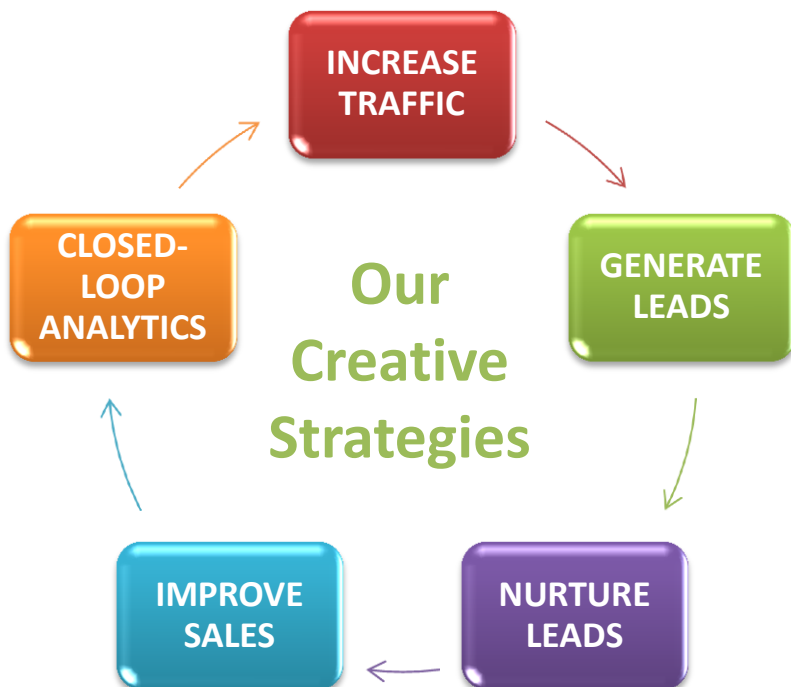 INCREASE
TRAFFIC
GENERATE
LEADS
NURTURE
LEADS
IMPROVE
SALES
CLOSED-
LOOP
ANALYTICS
Our
Creative
Strategies